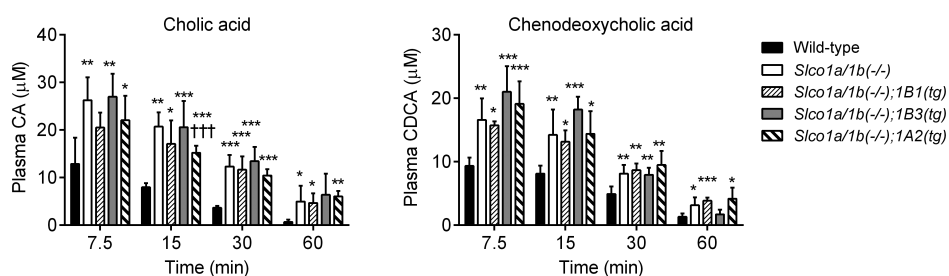 Cholic acid
Plasma CA (μM)
40
30
20
10
0
** ** *
** * *** *** †††
*** *** ***
* * **
7.5 15 30 60
Time (min)
Chenodeoxycholic acid
Plasma CDCA (μM)
30
20
10
0
** * *** ***
** * *** *
** ** ** **
* *** *
7.5 15 30 60
Time (min)
Wild-type
Slco1a/1b(-/-)
Slco1a/1b(-/-);1B1(tg)
Slco1a/1b(-/-);1B3(tg)
Slco1a/1b(-/-);1A2(tg)